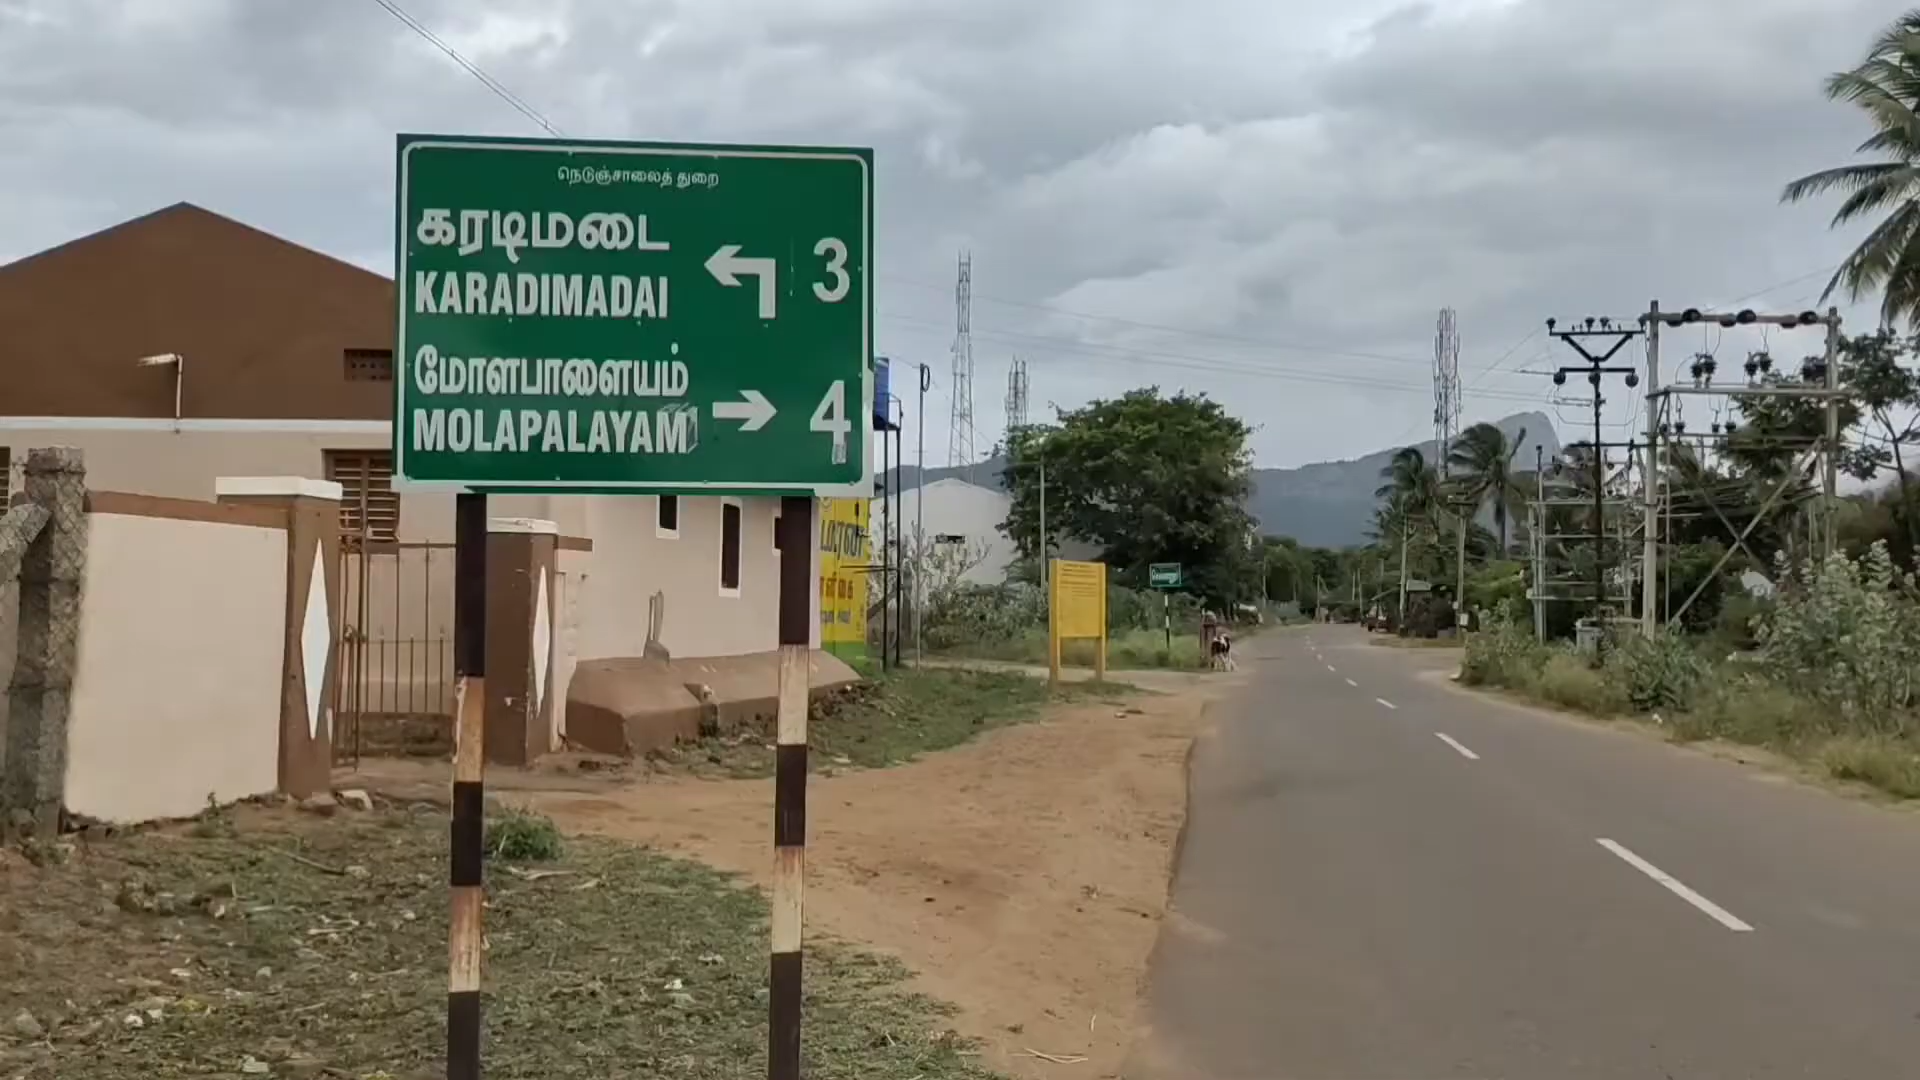 நெடுஞ்சாலைத் துறை
கரடிமடை
KARADIMADAI
3
மோளபாளையம்
MOLAPALAYAM
4